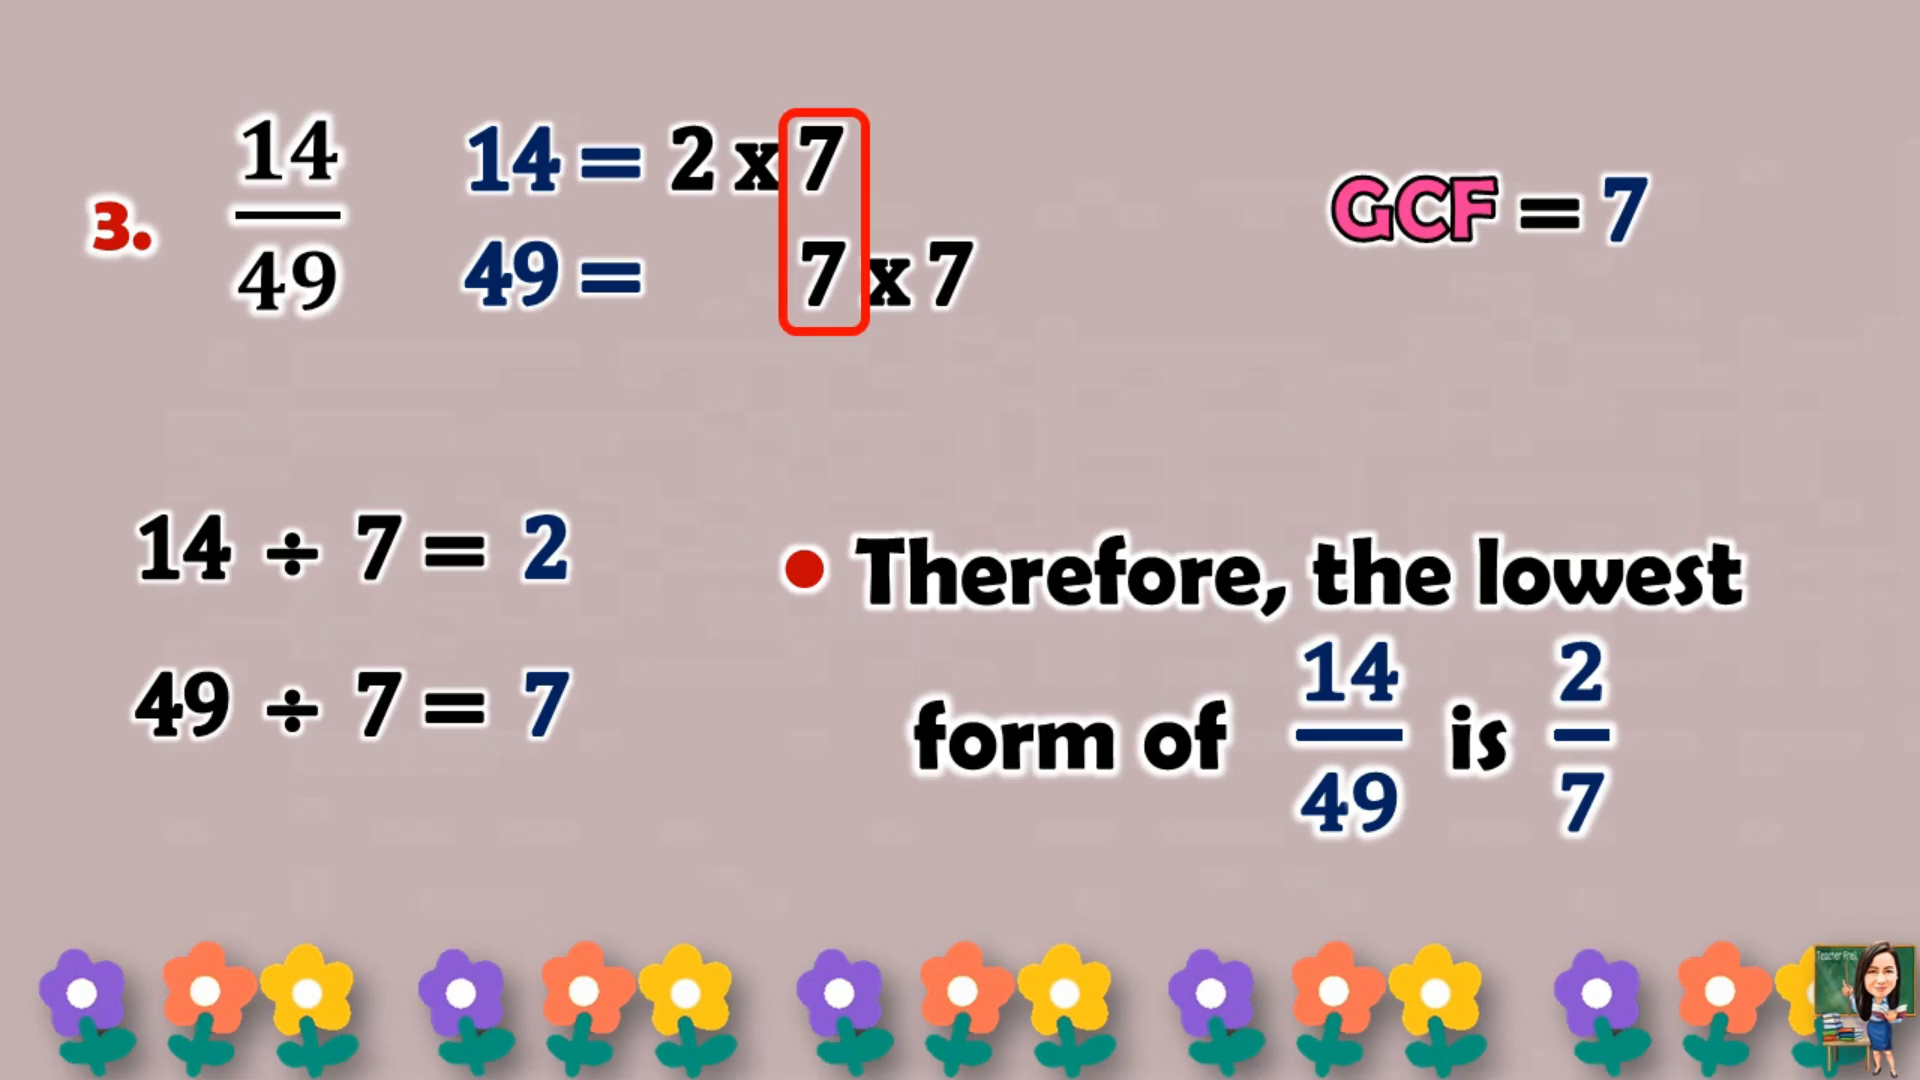 3. 14/49 14 = 2 x 7
49 = 7 x 7
GCF = 7
14 ÷ 7 = 2
49 ÷ 7 = 7
• Therefore, the lowest
form of 14/49 is 2/7